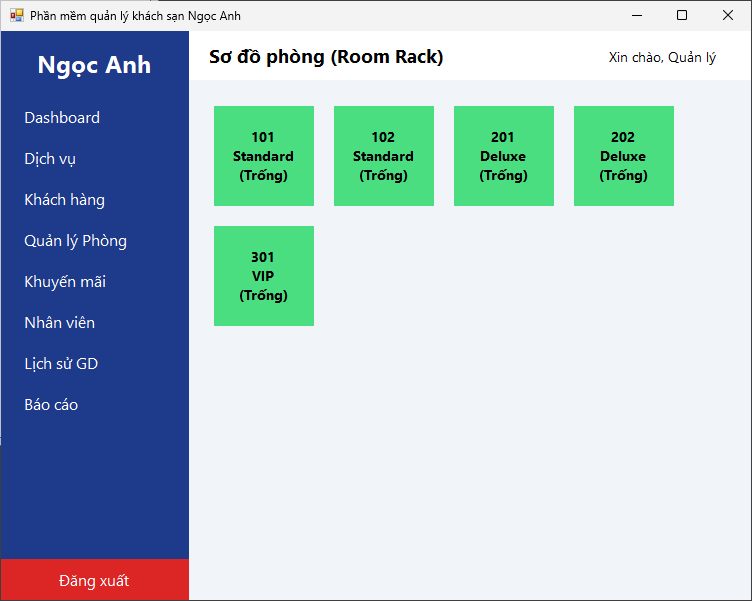 Phần mềm quản lý khách sạn Ngọc Anh
Ngọc Anh
Dashboard
Dịch vụ
Khách hàng
Quản lý Phòng
Khuyến mãi
Nhân viên
Lịch sử GD
Báo cáo
Đăng xuất
Sơ đồ phòng (Room Rack)
Xin chào, Quản lý
101
Standard
(Trống)
102
Standard
(Trống)
201
Deluxe
(Trống)
202
Deluxe
(Trống)
301
VIP
(Trống)